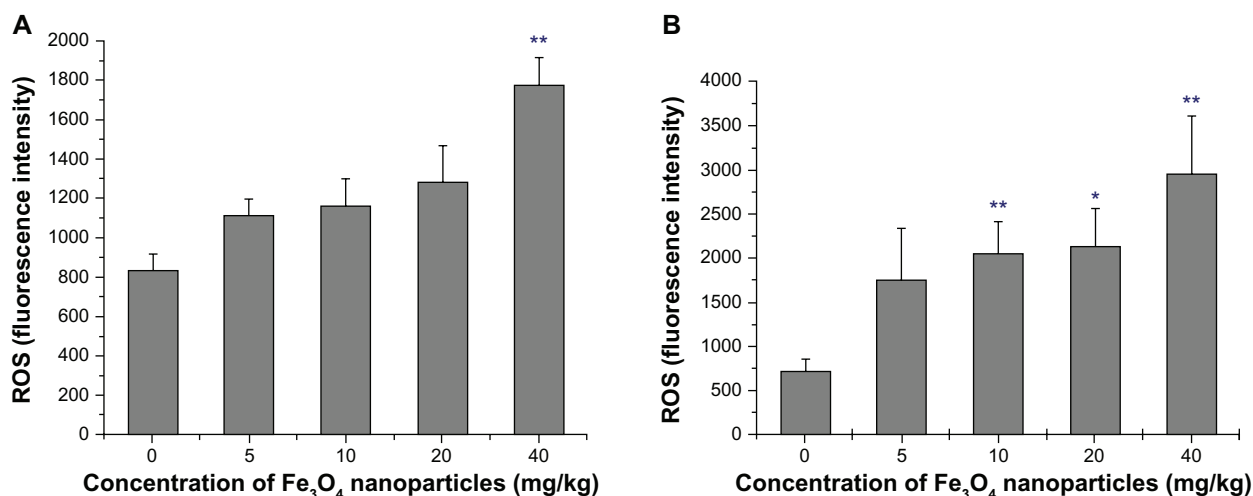 A
ROS (fluorescence intensity)
2000
1800
1600
1400
1200
1000
800
600
400
200
0
**
0 5 10 20 40
Concentration of Fe₃O₄ nanoparticles (mg/kg)
B
ROS (fluorescence intensity)
4000
3500
3000
2500
2000
1500
1000
500
0
** * **
0 5 10 20 40
Concentration of Fe₃O₄ nanoparticles (mg/kg)